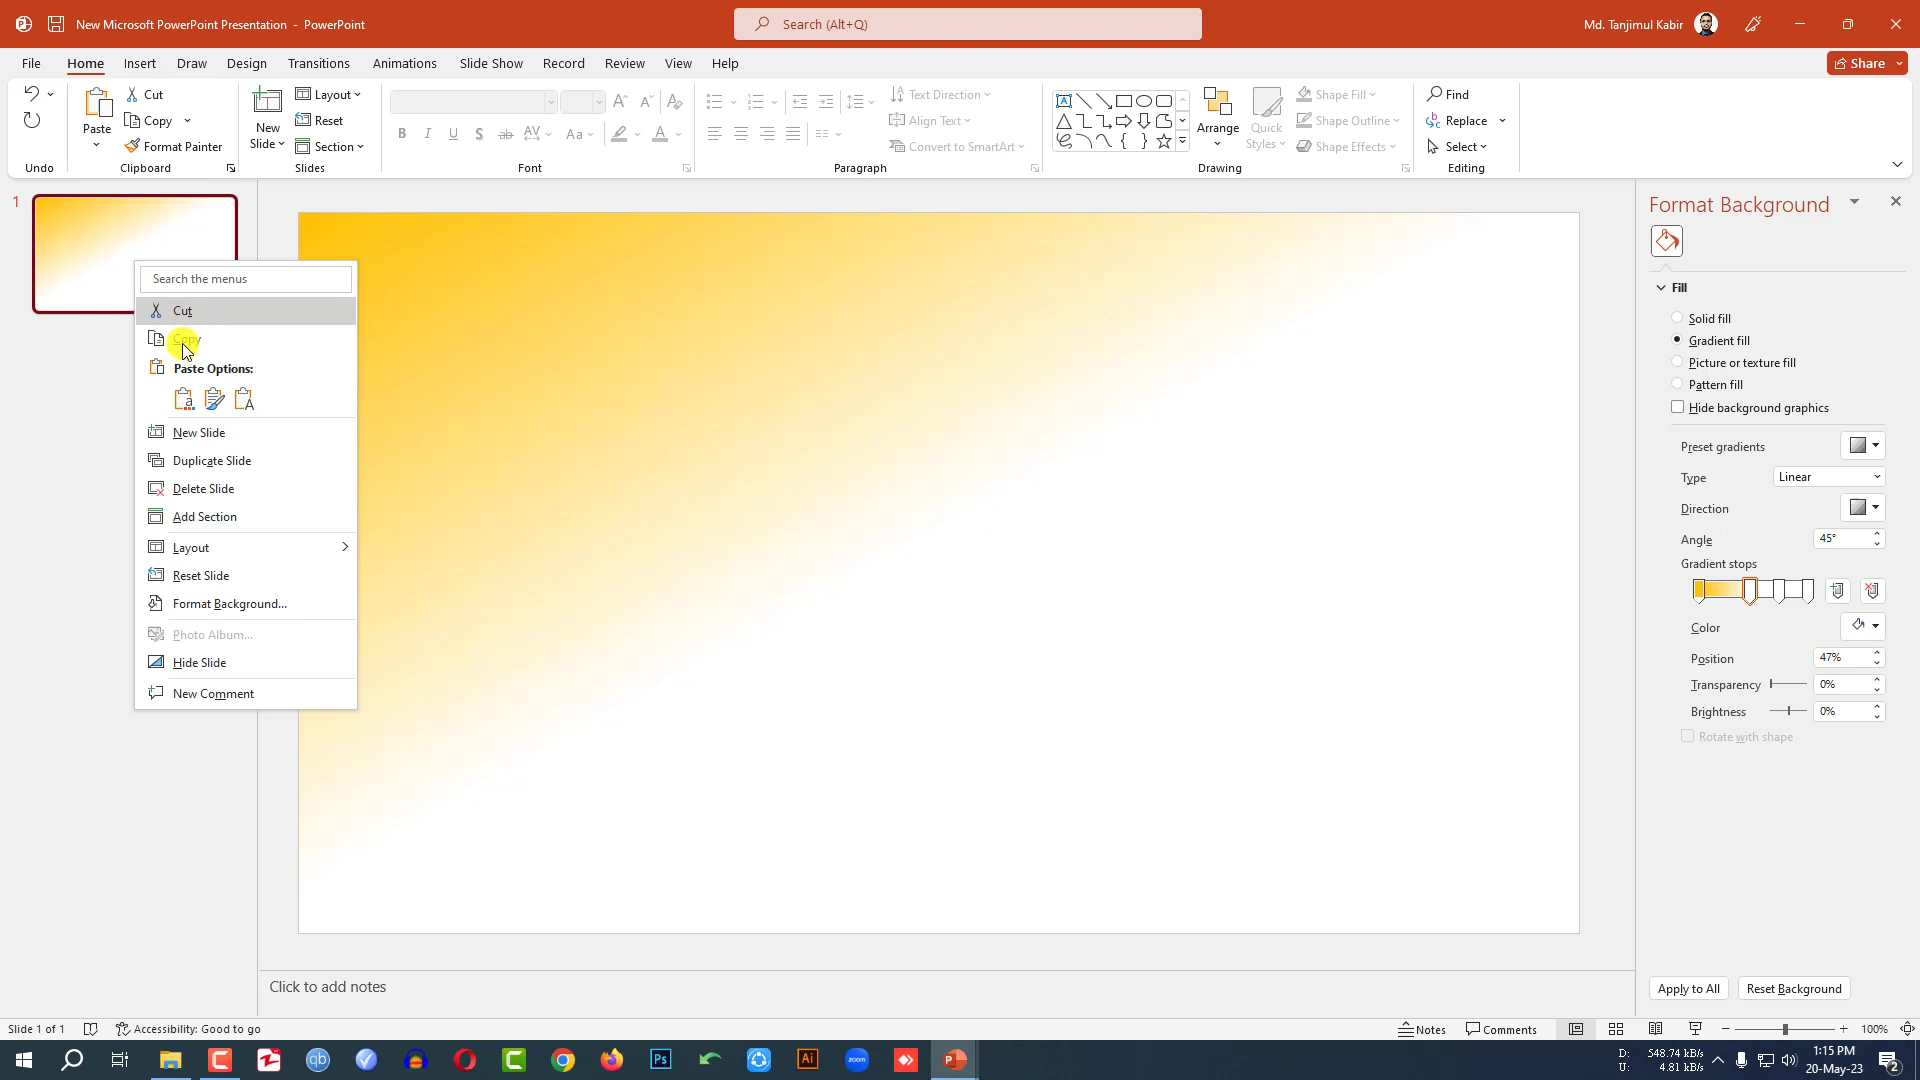 New Microsoft PowerPoint Presentation - PowerPoint
Search (Alt+Q)
Md. Tanjimul Kabir
File Home Insert Draw Design Transitions Animations Slide Show Record Review View Help
Share
Undo
Paste
Cut
Copy
Format Painter
Clipboard
New Slide
Layout
Reset
Section
Slides
Font
Text Direction
Align Text
Convert to SmartArt
Paragraph
Arrange
Quick Styles
Shape Fill
Shape Outline
Shape Effects
Drawing
Find
Replace
Select
Editing
1
Search the menus
Cut
Copy
Paste Options:
New Slide
Duplicate Slide
Delete Slide
Add Section
Layout
Reset Slide
Format Background...
Photo Album...
Hide Slide
New Comment
Format Background
Fill
Solid fill
Gradient fill
Picture or texture fill
Pattern fill
Hide background graphics
Preset gradients
Type Linear
Direction
Angle 45°
Gradient stops
Color
Position 47%
Transparency 0%
Brightness 0%
Rotate with shape
Apply to All
Reset Background
Click to add notes
Slide 1 of 1
Accessibility: Good to go
Notes
Comments
100%
D: 548.74 kB/s
U: 4.81 kB/s
1:15 PM
20-May-23
2